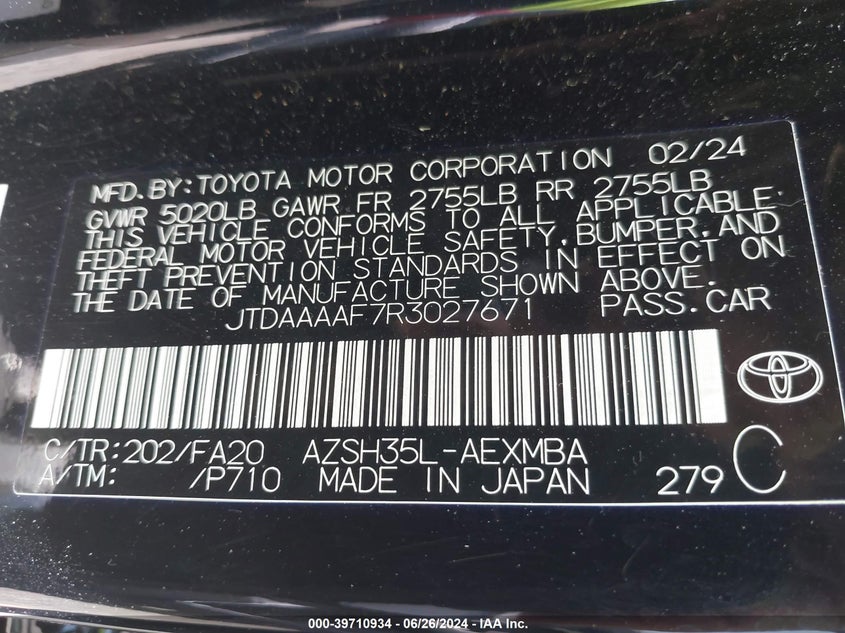 MFD.BY:TOYOTA MOTOR CORPORATION 02/24
GVWR 5020LB GAWR FR 2755LB RR 2755LB
THIS VEHICLE CONFORMS TO ALL APPLICABLE
FEDERAL MOTOR VEHICLE SAFETY,BUMPER,AND
THEFT PREVENTION STANDARDS IN EFFECT ON
THE DATE OF MANUFACTURE SHOWN ABOVE.
JTDAAAAF7R3027671 PASS.CAR
C/TR:202/FA20 AZSH35L-AEXMBA
A/TM: /P710 MADE IN JAPAN 279 C
000-39710934 - 06/26/2024 - IAA Inc.